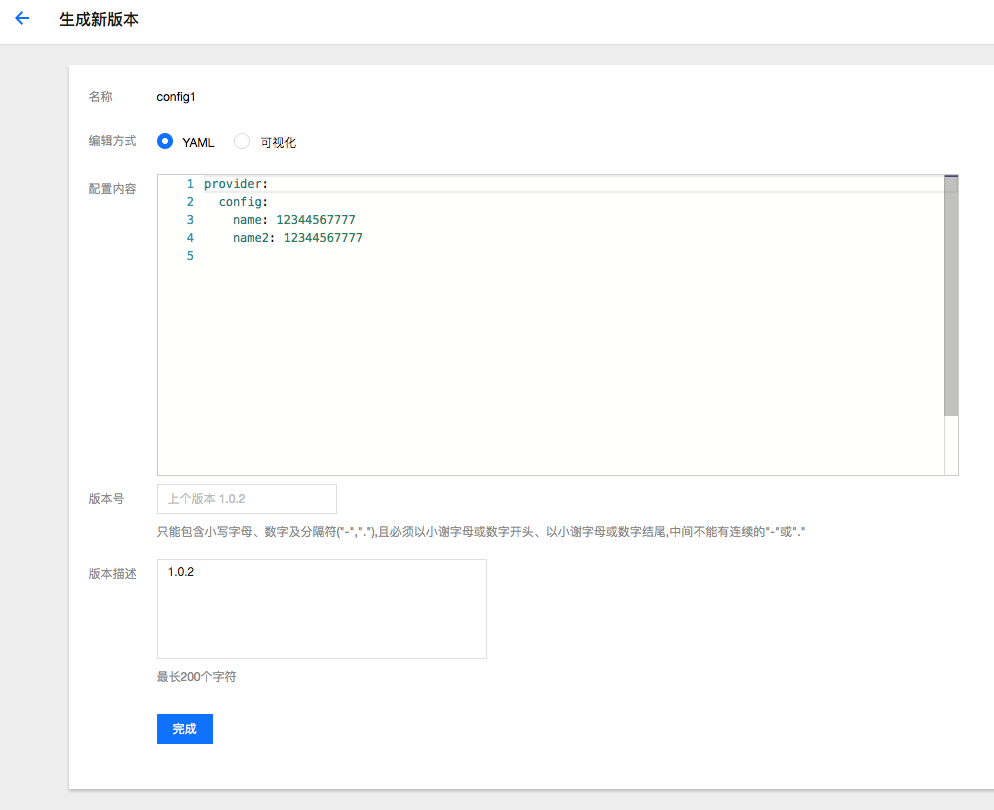 生成新版本
名称 config1
编辑方式 YAML 可视化
配置内容
1 provider:
2   config:
3     name: 12344567777
4     name2: 12344567777
5
版本号 上个版本 1.0.2
只能包含小写字母、数字及分隔符("-","."),且必须以小谢字母或数字开头、以小谢字母或数字结尾,中间不能有连续的"-"或"."
版本描述 1.0.2
最长200个字符
完成